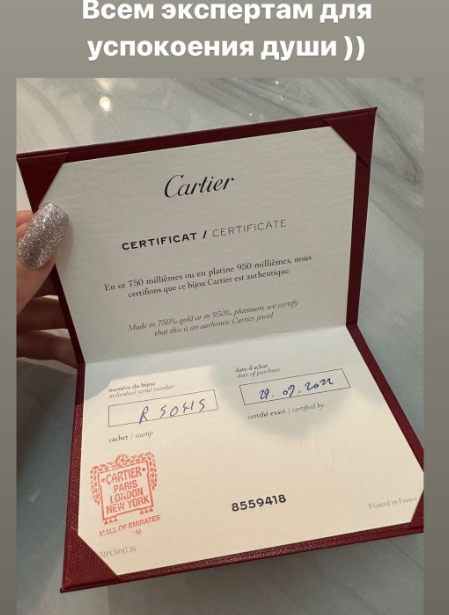 Всем экспертам для
успокоения души ))
Cartier
CERTIFICAT / CERTIFICATE
En or 750 millièmes ou en platine 950 millièmes, nous
certifions que ce bijou Cartier est authentique.
Made in 750‰ gold or in 950‰ platinum, we certify
that this is an authentic Cartier jewel.
numéro du bijou
individual serial number
date d'achat
date of purchase
29.09.2022
cachet / stamp
certifié exact / certified by
CARTIER
PARIS
LONDON
NEW YORK
MALL OF EMIRATES
8559418
Printed in France